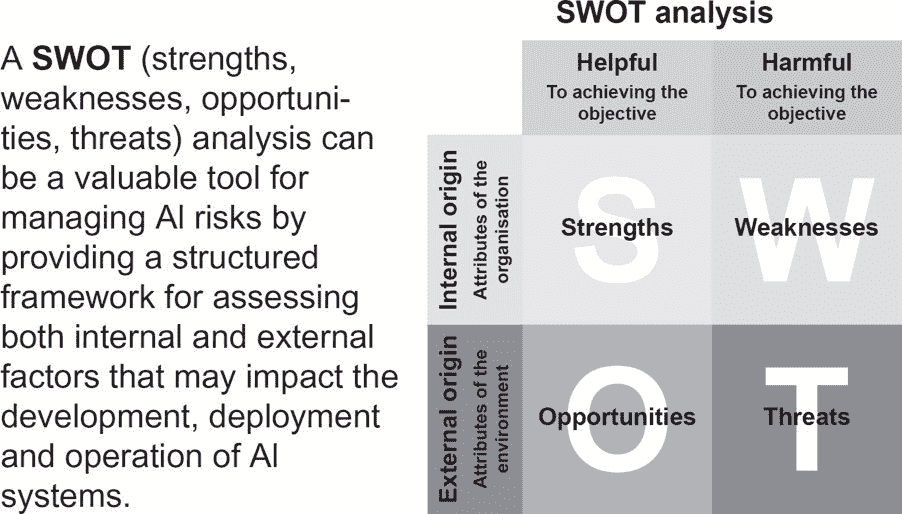 A SWOT (strengths,
weaknesses, opportuni-
ties, threats) analysis can
be a valuable tool for
managing AI risks by
providing a structured
framework for assessing
both internal and external
factors that may impact the
development, deployment
and operation of AI
systems.
SWOT analysis
Helpful
To achieving the
objective
Harmful
To achieving the
objective
Internal origin
Attributes of the
organisation
S
Strengths
W
Weaknesses
External origin
Attributes of the
environment
O
Opportunities
T
Threats